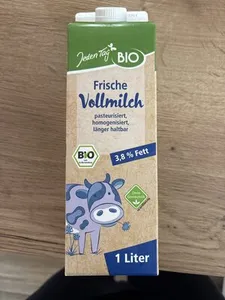 Jeden Tag BIO
Frische
Vollmilch
pasteurisiert,
homogenisiert,
länger haltbar
3,8 % Fett
BIO
1 Liter